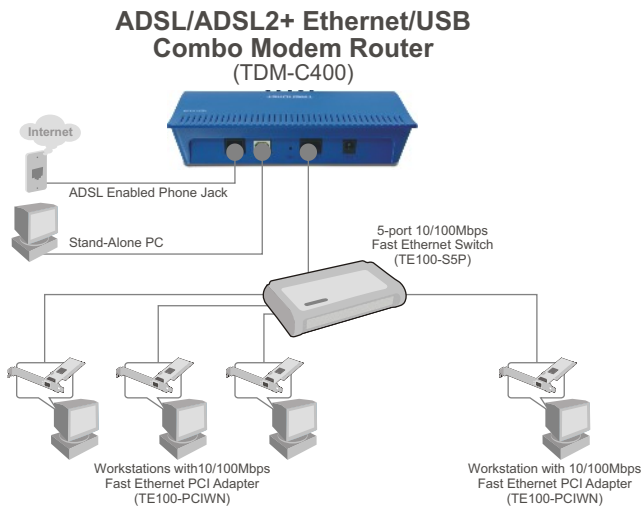 ADSL/ADSL2+ Ethernet/USB
Combo Modem Router
(TDM-C400)
Internet
ADSL Enabled Phone Jack
Stand-Alone PC
5-port 10/100Mbps
Fast Ethernet Switch
(TE100-S5P)
Workstations with10/100Mbps
Fast Ethernet PCI Adapter
(TE100-PCIWN)
Workstation with 10/100Mbps
Fast Ethernet PCI Adapter
(TE100-PCIWN)